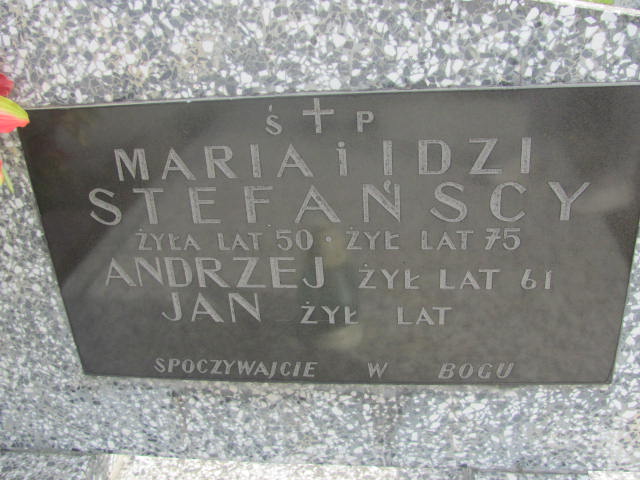 Ś + P
MARIA i IDZI
STEFAŃSCY
ŻYŁA LAT 50 · ŻYŁ LAT 75
ANDRZEJ ŻYŁ LAT 61
JAN ŻYŁ LAT
SPOCZYWAJCIE W BOGU